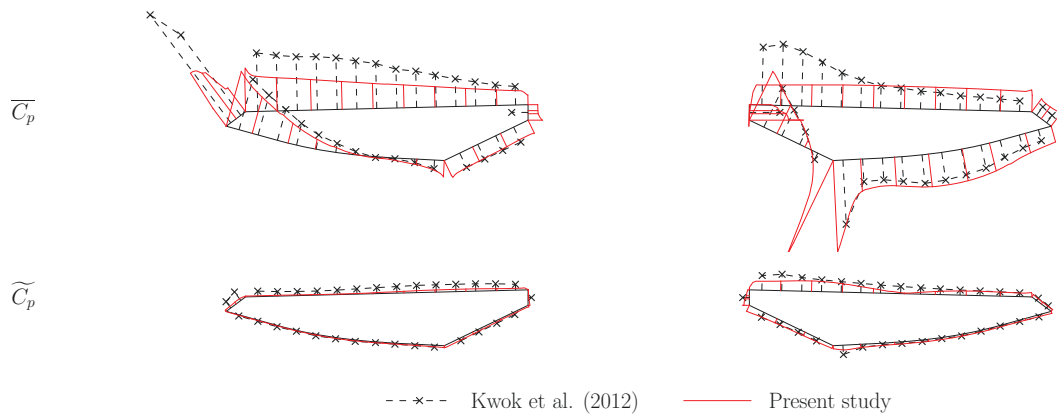 $\overline{C_p}$
$\widetilde{C_p}$
Kwok et al. (2012)
Present study